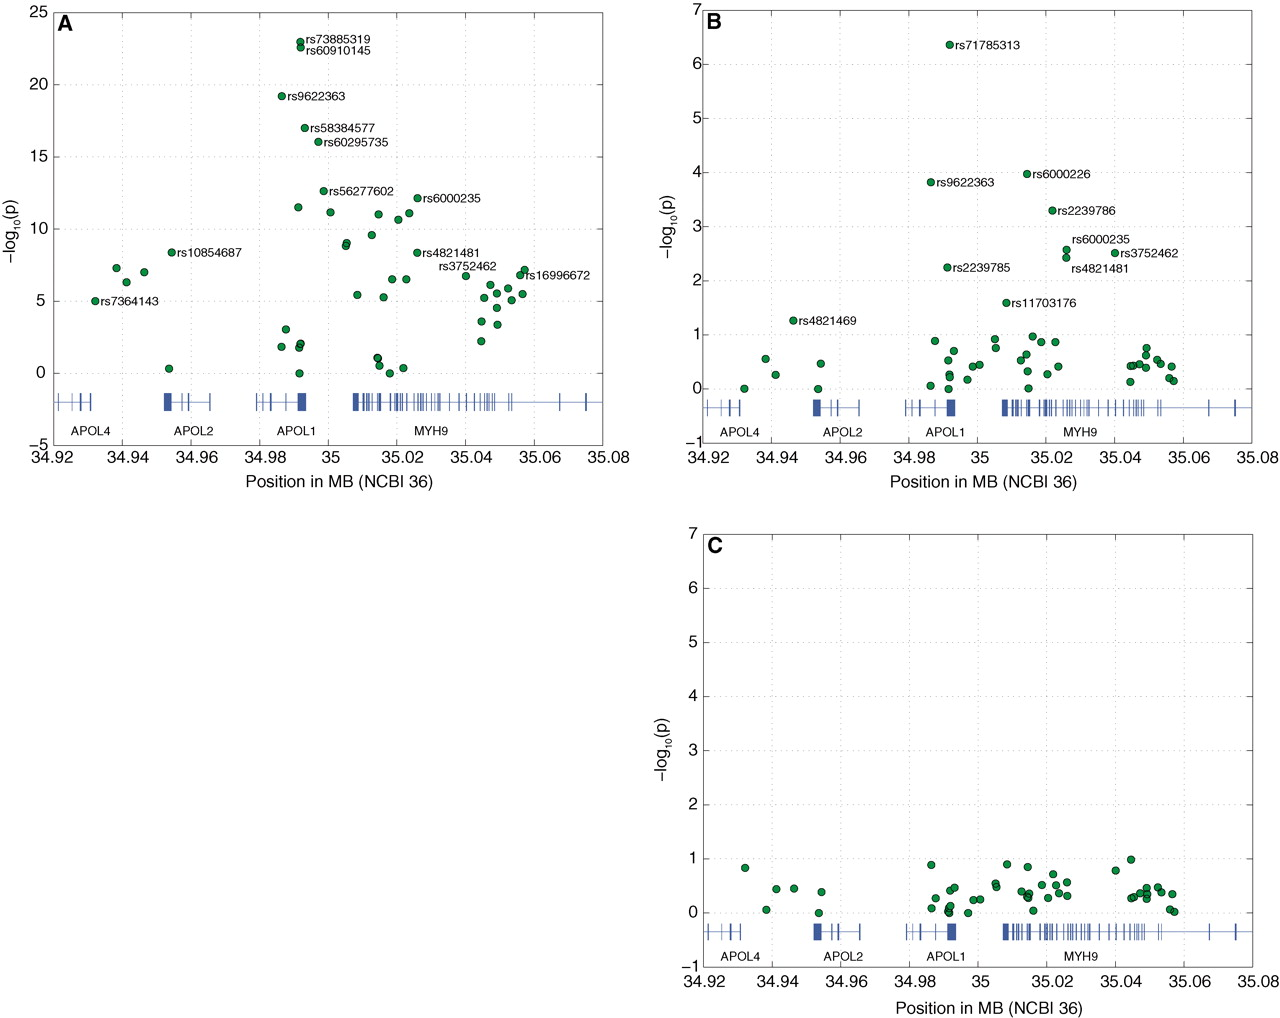 A
25
20
15
10
5
0
−5
−log10(p)
rs73885319
rs60910145
rs9622363
rs58384577
rs60295735
rs56277602
rs6000235
rs10854687
rs4821481
rs3752462
rs16996672
rs7364143
APOL4 APOL2 APOL1 MYH9
34.92 34.94 34.96 34.98 35 35.02 35.04 35.06 35.08
Position in MB (NCBI 36)
B
7
6
5
4
3
2
1
0
−1
−log10(p)
rs71785313
rs6000226
rs9622363
rs2239786
rs6000235
rs3752462
rs2239785
rs4821481
rs11703176
rs4821469
APOL4 APOL2 APOL1 MYH9
34.92 34.94 34.96 34.98 35 35.02 35.04 35.06 35.08
Position in MB (NCBI 36)
C
7
6
5
4
3
2
1
0
−1
−log10(p)
APOL4 APOL2 APOL1 MYH9
34.92 34.94 34.96 34.98 35 35.02 35.04 35.06 35.08
Position in MB (NCBI 36)